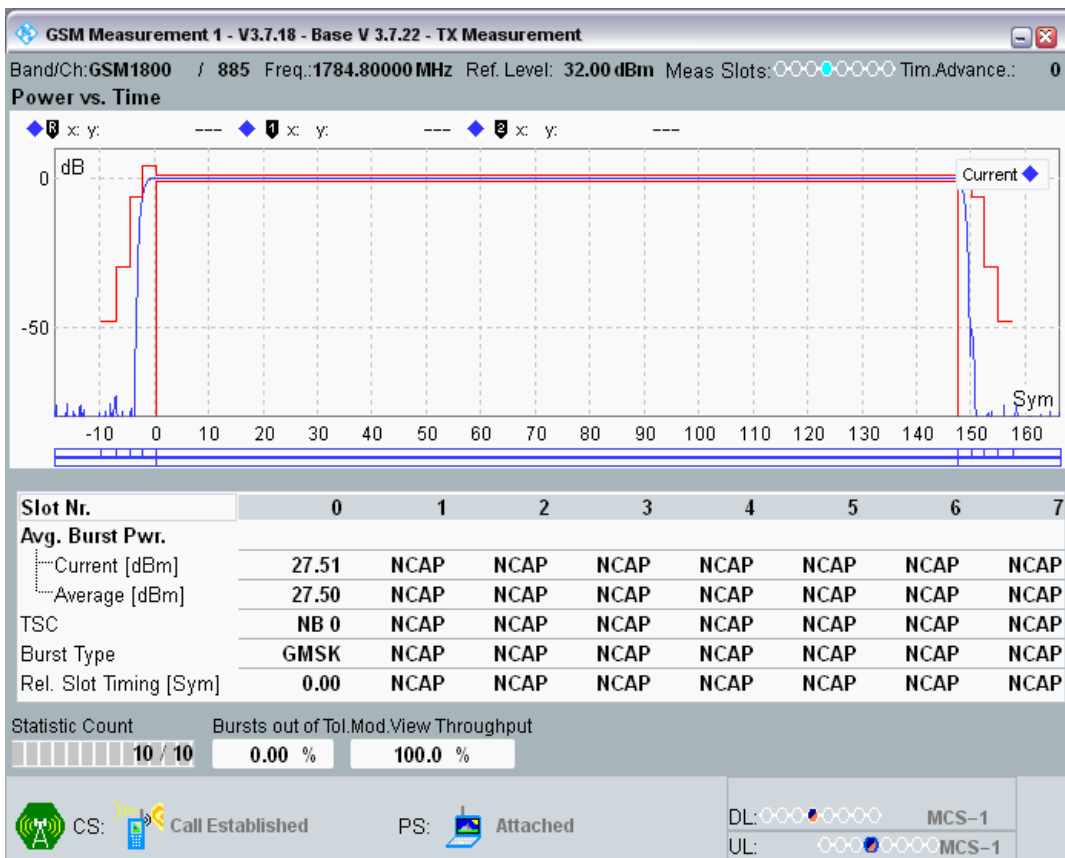 GSM Measurement 1 - V3.7.18 - Base V 3.7.22 - TX Measurement
Band/Ch:GSM1800 / 885 Freq.:1784.80000 MHz Ref. Level: 32.00 dBm Meas Slots: Tim.Advance.: 0
Power vs. Time
R x: y: --- 1 x: y: --- 2 x: y: ---
dB
Current
0
-50
Sym
-10 0 10 20 30 40 50 60 70 80 90 100 110 120 130 140 150 160
Slot Nr. 0 1 2 3 4 5 6 7
Avg. Burst Pwr.
Current [dBm] 27.51 NCAP NCAP NCAP NCAP NCAP NCAP NCAP
Average [dBm] 27.50 NCAP NCAP NCAP NCAP NCAP NCAP NCAP
TSC NB 0 NCAP NCAP NCAP NCAP NCAP NCAP NCAP
Burst Type GMSK NCAP NCAP NCAP NCAP NCAP NCAP NCAP
Rel. Slot Timing [Sym] 0.00 NCAP NCAP NCAP NCAP NCAP NCAP NCAP
Statistic Count Bursts out of Tol.Mod.View Throughput
10 / 10 0.00 % 100.0 %
CS: Call Established PS: Attached DL: MCS-1
UL: MCS-1